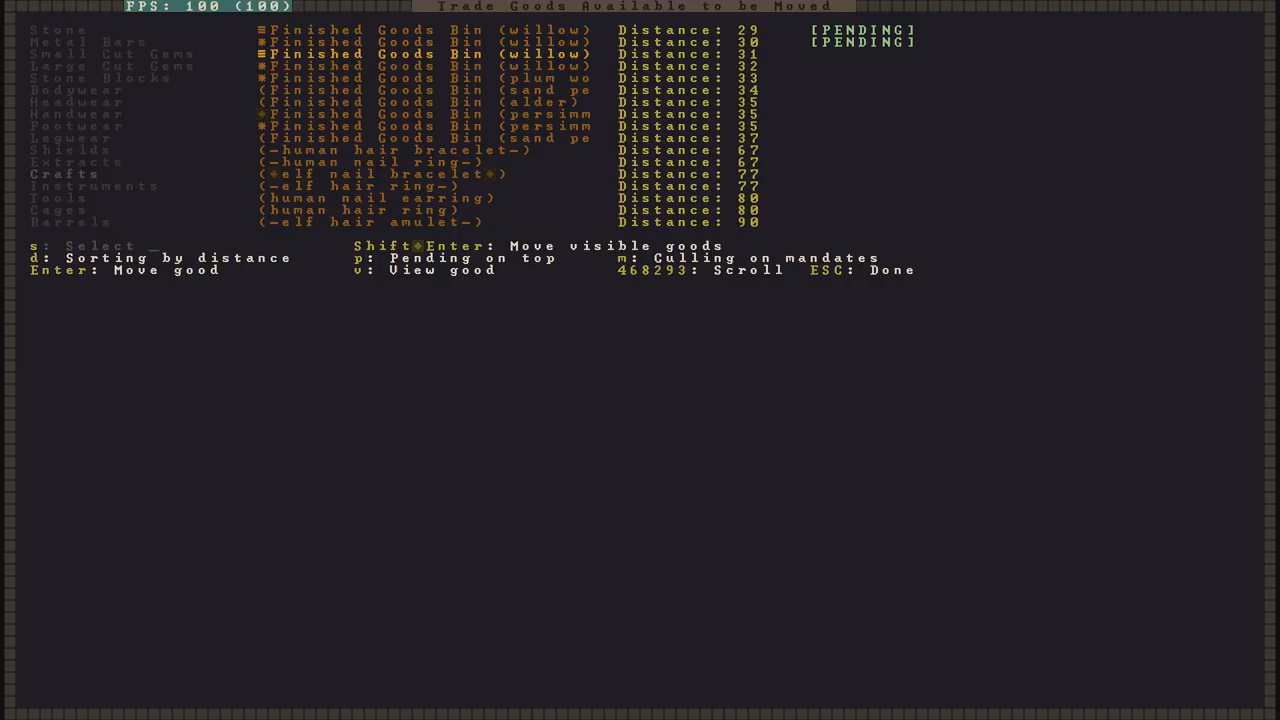 FPS: 100 (100) Trade Goods Available to be Moved
Stone ≡Finished Goods Bin (willow) Distance: 29 [PENDING]
Metal Bars ☼Finished Goods Bin (willow) Distance: 30 [PENDING]
Small Cut Gems ≡Finished Goods Bin (willow) Distance: 31
Large Cut Gems ☼Finished Goods Bin (willow) Distance: 32
Stone Blocks ☼Finished Goods Bin (plum wo Distance: 33
Bodywear (Finished Goods Bin (sand pe Distance: 34
Headwear (Finished Goods Bin (alder) Distance: 35
Handwear +Finished Goods Bin (persimm Distance: 35
Footwear ☼Finished Goods Bin (persimm Distance: 35
Legwear (Finished Goods Bin (sand pe Distance: 37
Shields (-human hair bracelet-) Distance: 67
Extracts (-human nail ring-) Distance: 67
Crafts (+elf nail bracelet+) Distance: 77
Instruments (-elf hair ring-) Distance: 77
Tools (human nail earring) Distance: 80
Cages (human hair ring) Distance: 80
Barrels (-elf hair amulet-) Distance: 90
s: Select _ Shift+Enter: Move visible goods
d: Sorting by distance p: Pending on top m: Culling on mandates
Enter: Move good v: View good 468293: Scroll ESC: Done